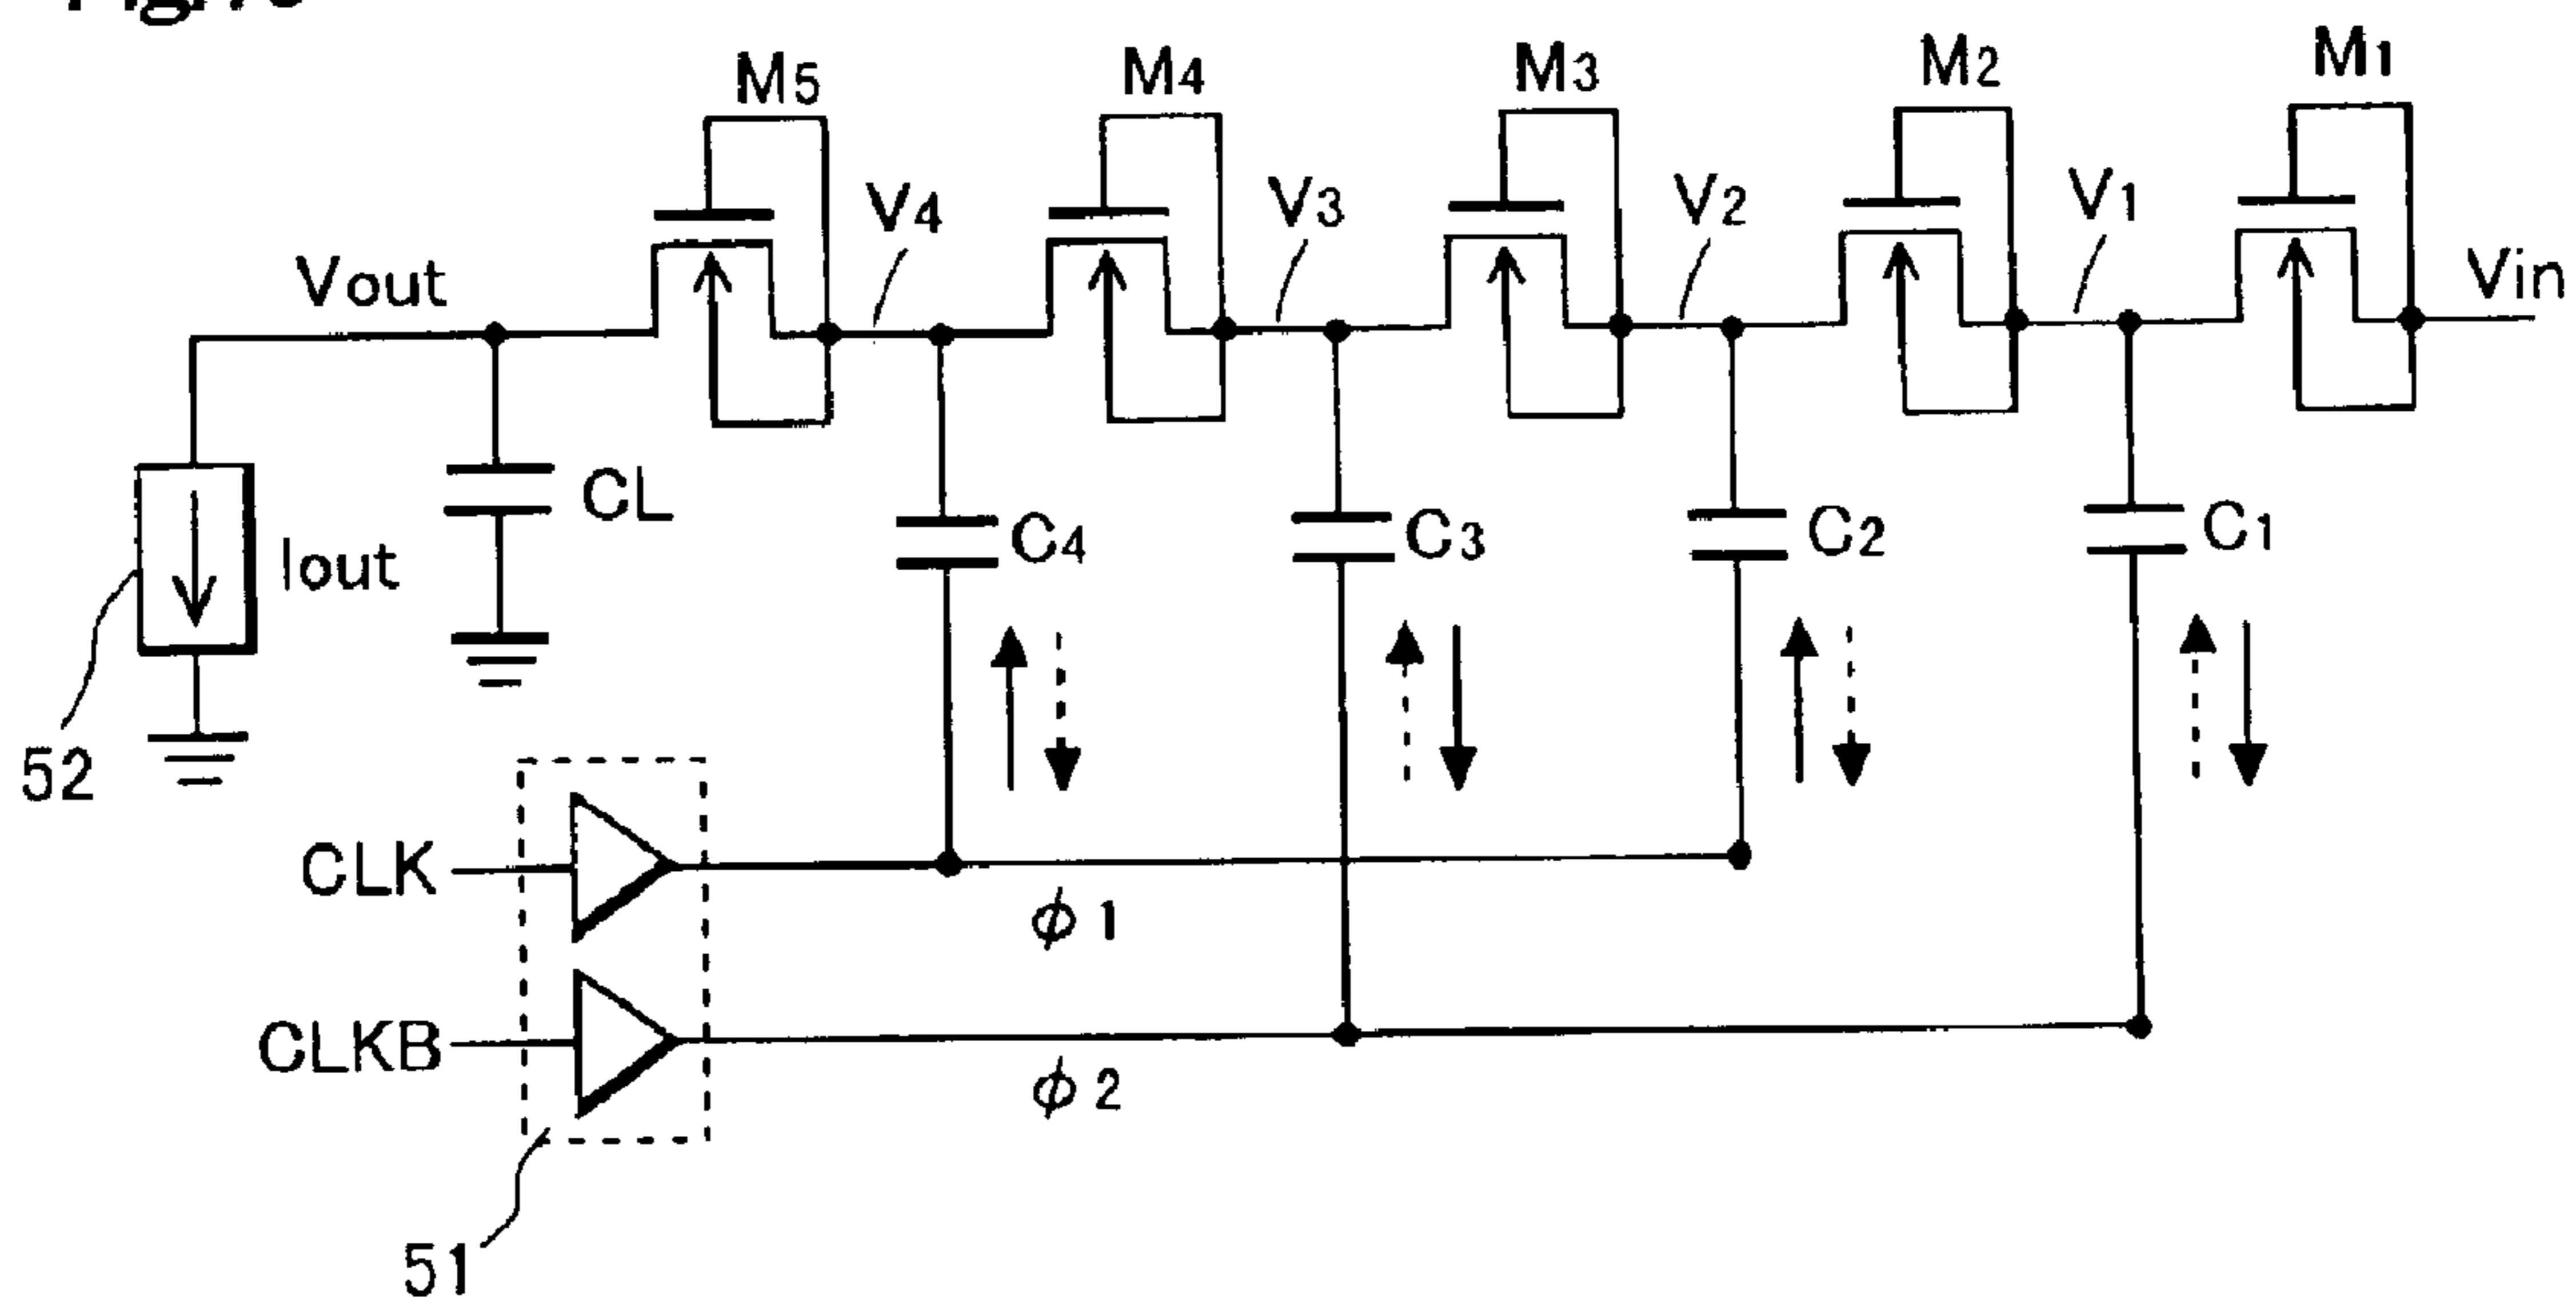 M5 M4 M3 M2 M1
V4 V3 V2 V1
Vout Vin
CL C4 C3 C2 C1
Iout
52
CLK
φ1
CLKB
φ2
51